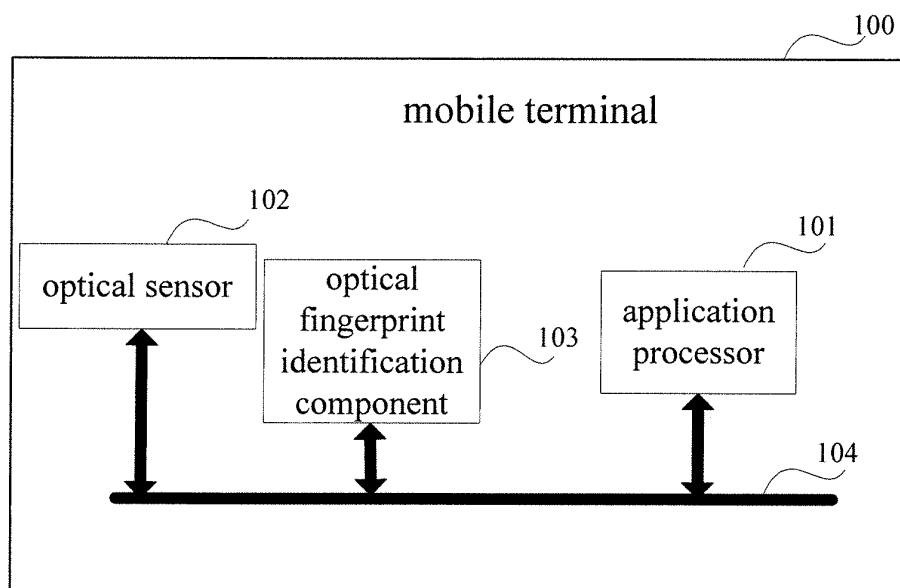 100
mobile terminal
102
optical sensor
optical
fingerprint
identification
component
103
101
application
processor
104